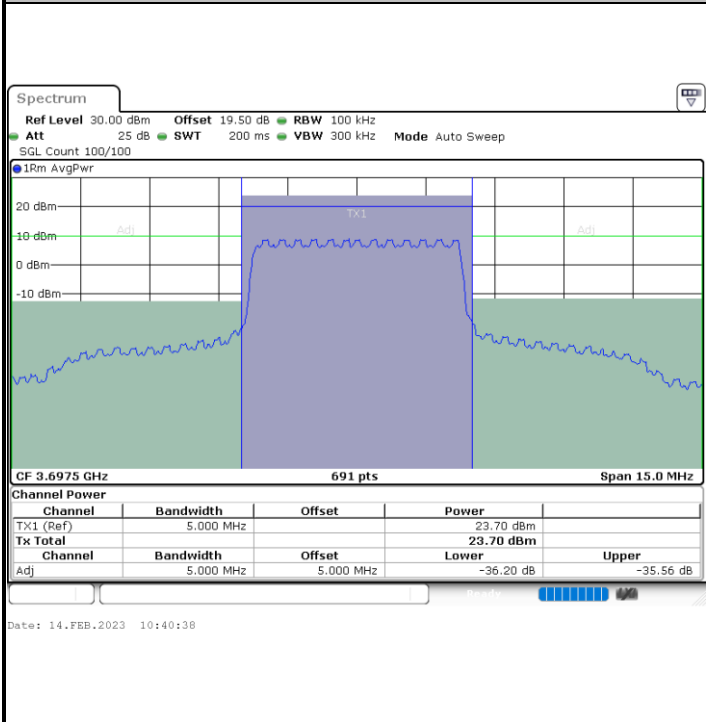 Spectrum
Ref Level 30.00 dBm Offset 19.50 dB RBW 100 kHz
Att 25 dB SWT 200 ms VBW 300 kHz Mode Auto Sweep
SGL Count 100/100
1Rm AvgPwr
20 dBm
TX1
Adj
Adj
10 dBm
0 dBm
-10 dBm
CF 3.6975 GHz 691 pts Span 15.0 MHz
Channel Power
Channel Bandwidth Offset Power
TX1 (Ref) 5.000 MHz 23.70 dBm
Tx Total 23.70 dBm
Channel Bandwidth Offset Lower Upper
Adj 5.000 MHz 5.000 MHz -36.20 dB -35.56 dB
Ready
Date: 14.FEB.2023 10:40:38